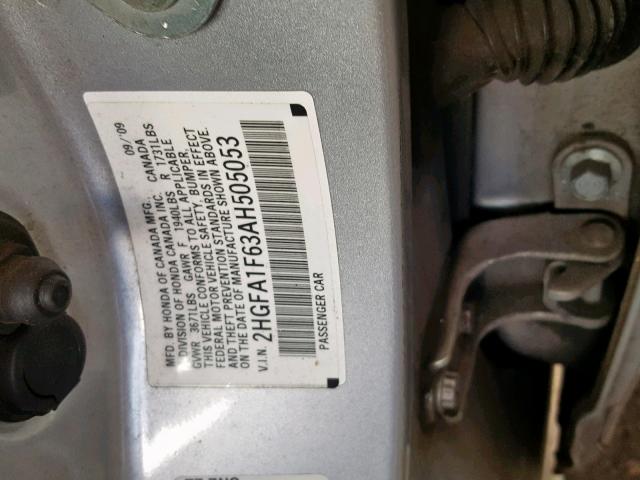 MFD. BY HONDA OF CANADA MFG., 09/'09
DIVISION OF HONDA CANADA INC. CANADA
GVWR 3671LBS GAWR F 1940LBS R 1731LBS
THIS VEHICLE CONFORMS TO ALL APPLICABLE
FEDERAL MOTOR VEHICLE SAFETY, BUMPER,
AND THEFT PREVENTION STANDARDS IN EFFECT
ON THE DATE OF MANUFACTURE SHOWN ABOVE.
V.I.N. 2HGFA1F63AH505053
PASSENGER CAR